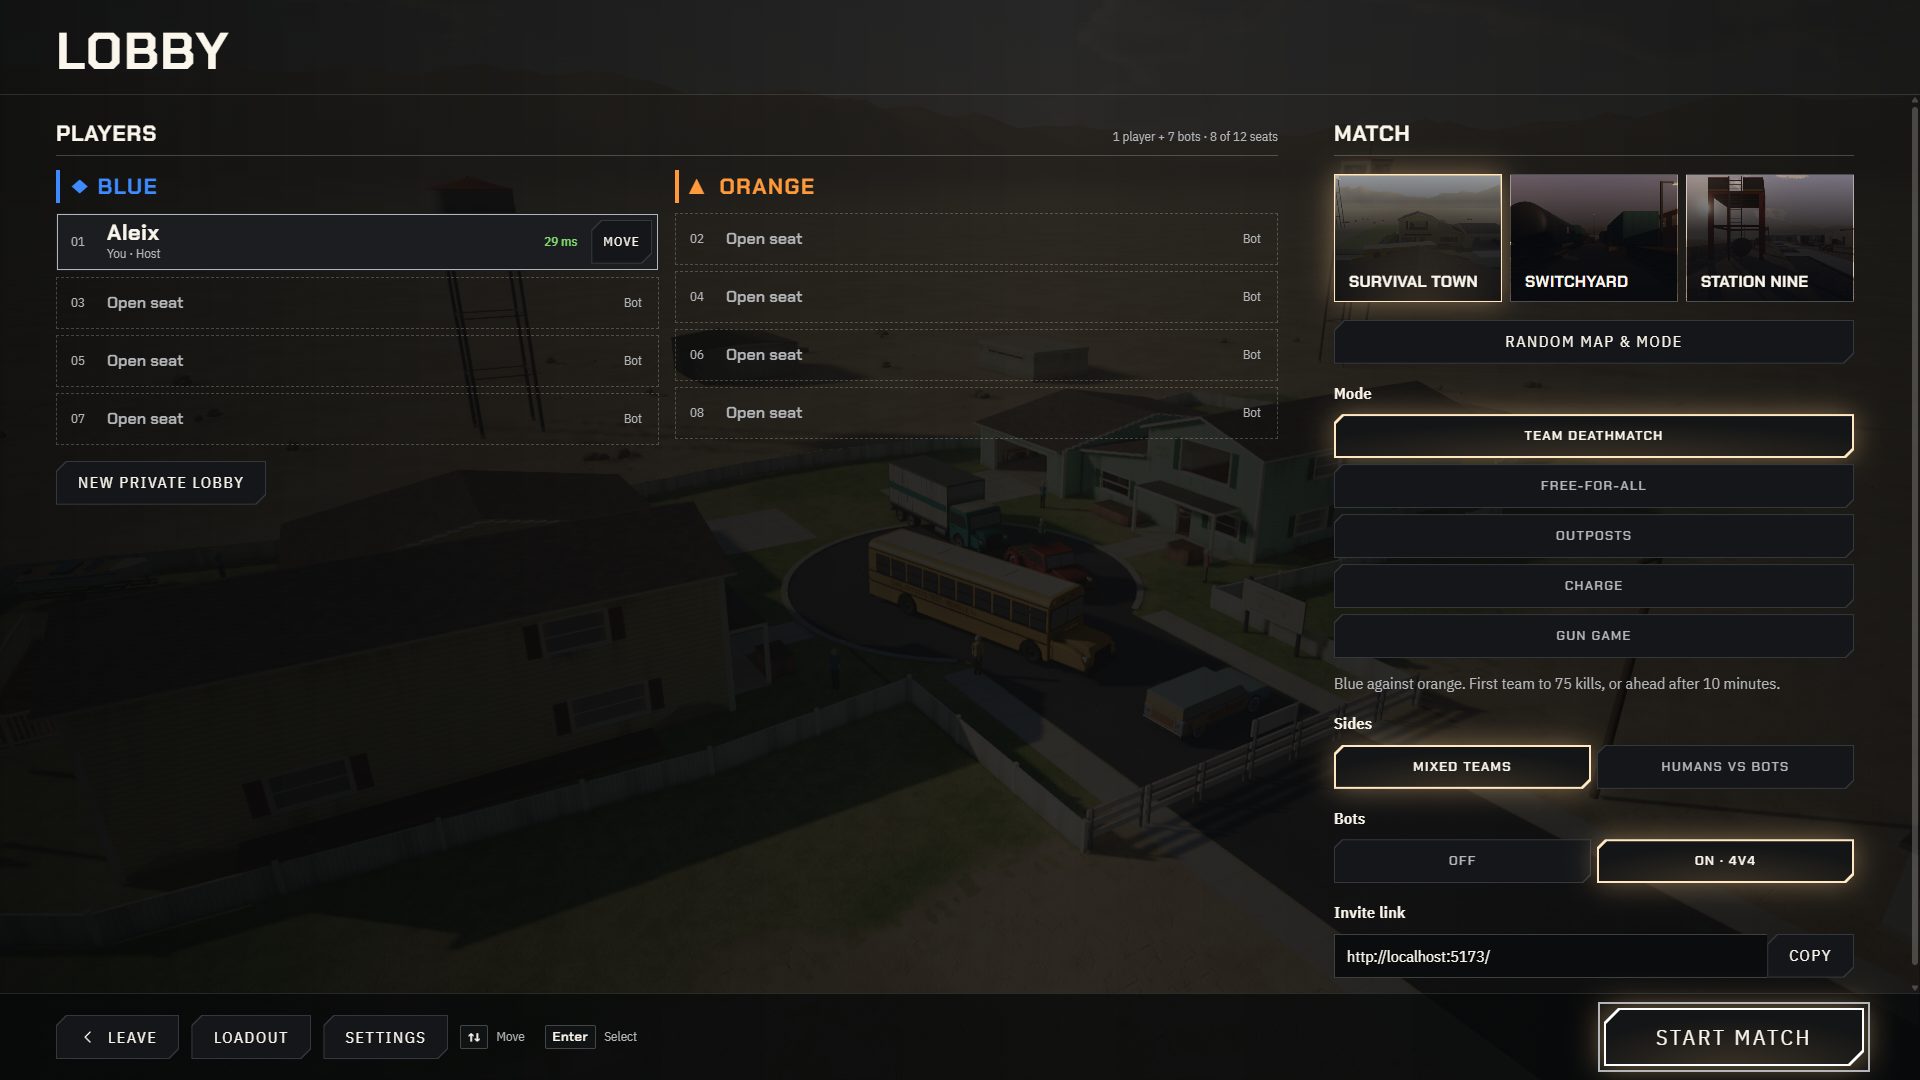 LOBBY
PLAYERS
1 player + 7 bots · 8 of 12 seats
BLUE
01
Aleix
You · Host
29 ms
MOVE
03 Open seat Bot
05 Open seat Bot
07 Open seat Bot
NEW PRIVATE LOBBY
ORANGE
02 Open seat Bot
04 Open seat Bot
06 Open seat Bot
08 Open seat Bot
MATCH
SURVIVAL TOWN
SWITCHYARD
STATION NINE
RANDOM MAP & MODE
Mode
TEAM DEATHMATCH
FREE-FOR-ALL
OUTPOSTS
CHARGE
GUN GAME
Blue against orange. First team to 75 kills, or ahead after 10 minutes.
Sides
MIXED TEAMS
HUMANS VS BOTS
Bots
OFF
ON · 4V4
Invite link
http://localhost:5173/
COPY
LEAVE
LOADOUT
SETTINGS
Move
Enter Select
START MATCH